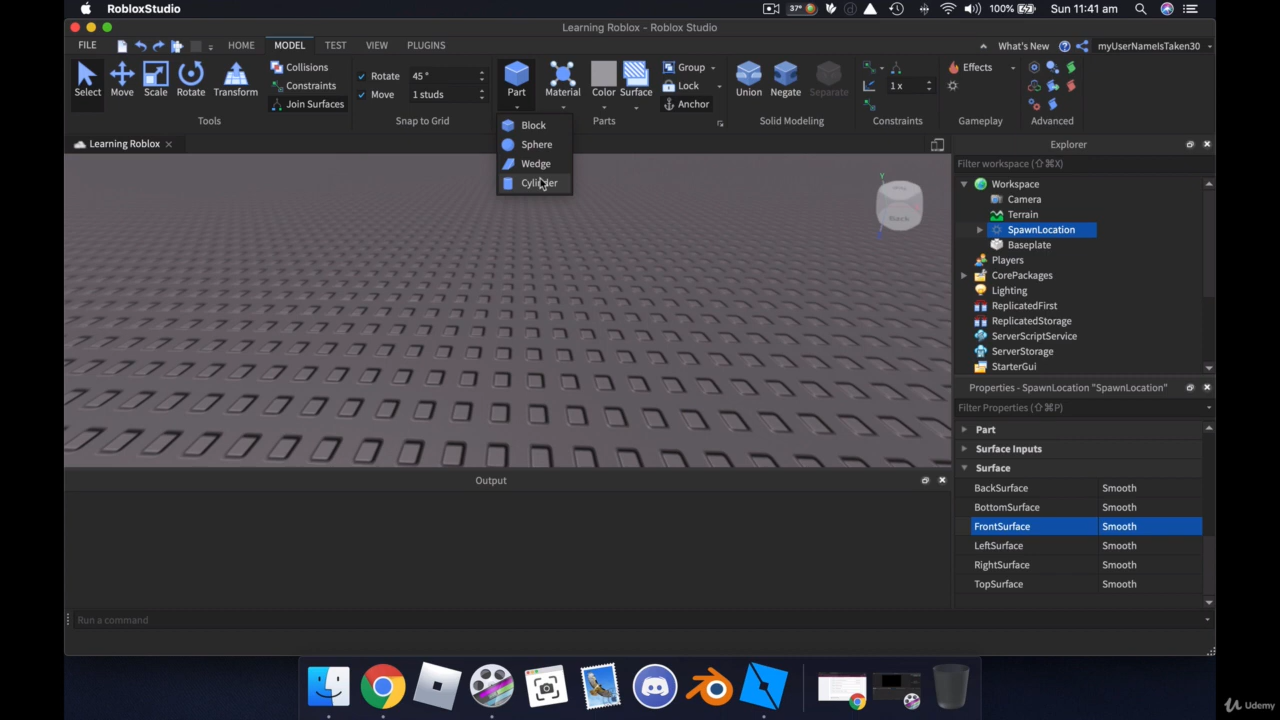 RobloxStudio 37° 100% Sun 11:41 am
Learning Roblox - Roblox Studio
FILE HOME MODEL TEST VIEW PLUGINS What's New myUserNameIsTaken30
Select Move Scale Rotate Transform
Collisions
Constraints
Join Surfaces
Tools
Rotate 45 °
Move 1 studs
Snap to Grid
Part Material Color Surface
Group
Lock
Anchor
Parts
Union Negate Separate
Solid Modeling
1 x
Constraints
Effects
Gameplay
Advanced
Block
Sphere
Wedge
Cylinder
Learning Roblox
Back
Y
Explorer
Filter workspace (⇧⌘X)
Workspace
Camera
Terrain
SpawnLocation
Baseplate
Players
CorePackages
Lighting
ReplicatedFirst
ReplicatedStorage
ServerScriptService
ServerStorage
StarterGui
Properties - SpawnLocation "SpawnLocation"
Filter Properties (⇧⌘P)
Part
Surface Inputs
Surface
BackSurface Smooth
BottomSurface Smooth
FrontSurface Smooth
LeftSurface Smooth
RightSurface Smooth
TopSurface Smooth
Output
Run a command
Udemy